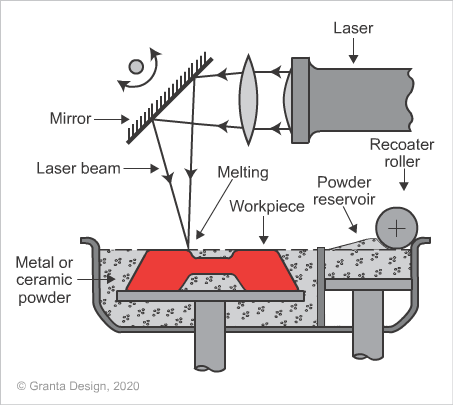 Laser
Mirror
Recoater
roller
Laser beam
Melting
Powder
reservoir
Workpiece
Metal or
ceramic
powder
© Granta Design, 2020